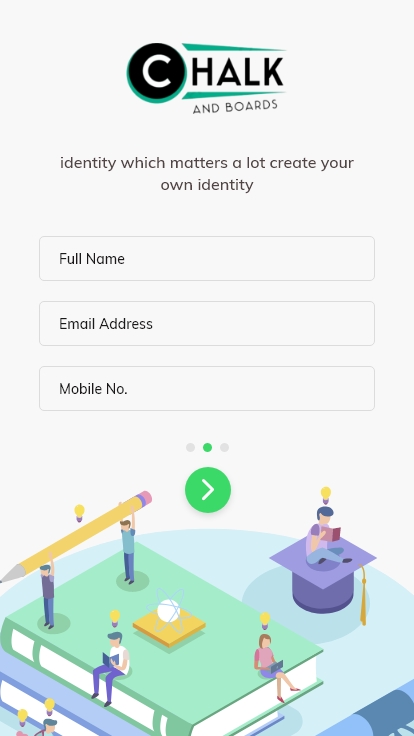 CHALK
AND BOARDS
identity which matters a lot create your
own identity
Full Name
Email Address
Mobile No.